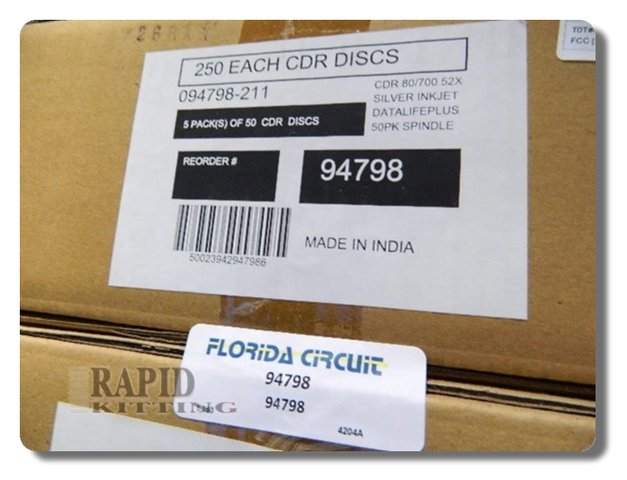 250 EACH CDR DISCS
094798-211
5 PACK(S) OF 50 CDR DISCS
CDR 80/700 52X
SILVER INKJET
DATALIFEPLUS
50PK SPINDLE
REORDER #
94798
50023942947986
MADE IN INDIA
FCC
FLORIDA CIRCUIT
94798
94798
4204A
RAPID
KITTING